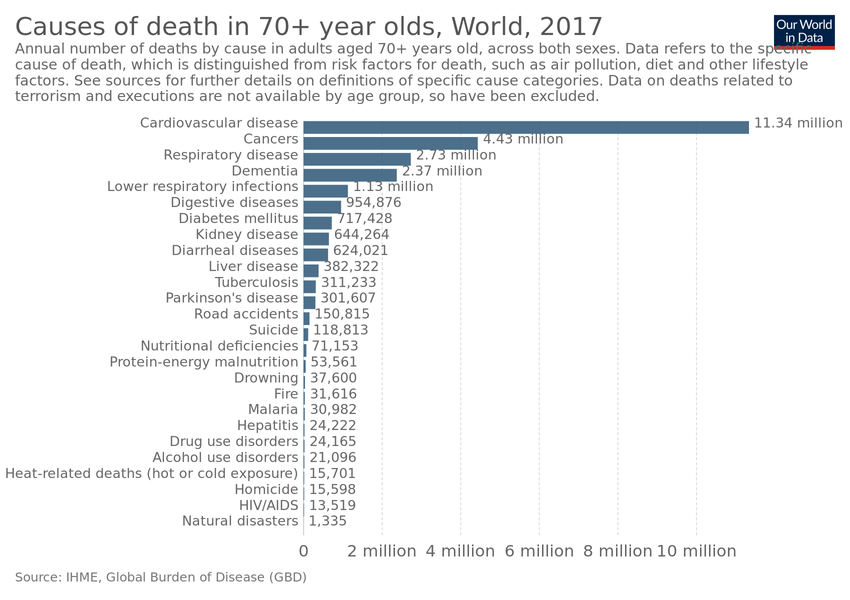 Causes of death in 70+ year olds, World, 2017
Our World
in Data
Annual number of deaths by cause in adults aged 70+ years old, across both sexes. Data refers to the specific
cause of death, which is distinguished from risk factors for death, such as air pollution, diet and other lifestyle
factors. See sources for further details on definitions of specific cause categories. Data on deaths related to
terrorism and executions are not available by age group, so have been excluded.
Cardiovascular disease 11.34 million
Cancers 4.43 million
Respiratory disease 2.73 million
Dementia 2.37 million
Lower respiratory infections 1.13 million
Digestive diseases 954,876
Diabetes mellitus 717,428
Kidney disease 644,264
Diarrheal diseases 624,021
Liver disease 382,322
Tuberculosis 311,233
Parkinson's disease 301,607
Road accidents 150,815
Suicide 118,813
Nutritional deficiencies 71,153
Protein-energy malnutrition 53,561
Drowning 37,600
Fire 31,616
Malaria 30,982
Hepatitis 24,222
Drug use disorders 24,165
Alcohol use disorders 21,096
Heat-related deaths (hot or cold exposure) 15,701
Homicide 15,598
HIV/AIDS 13,519
Natural disasters 1,335
0 2 million 4 million 6 million 8 million 10 million
Source: IHME, Global Burden of Disease (GBD)